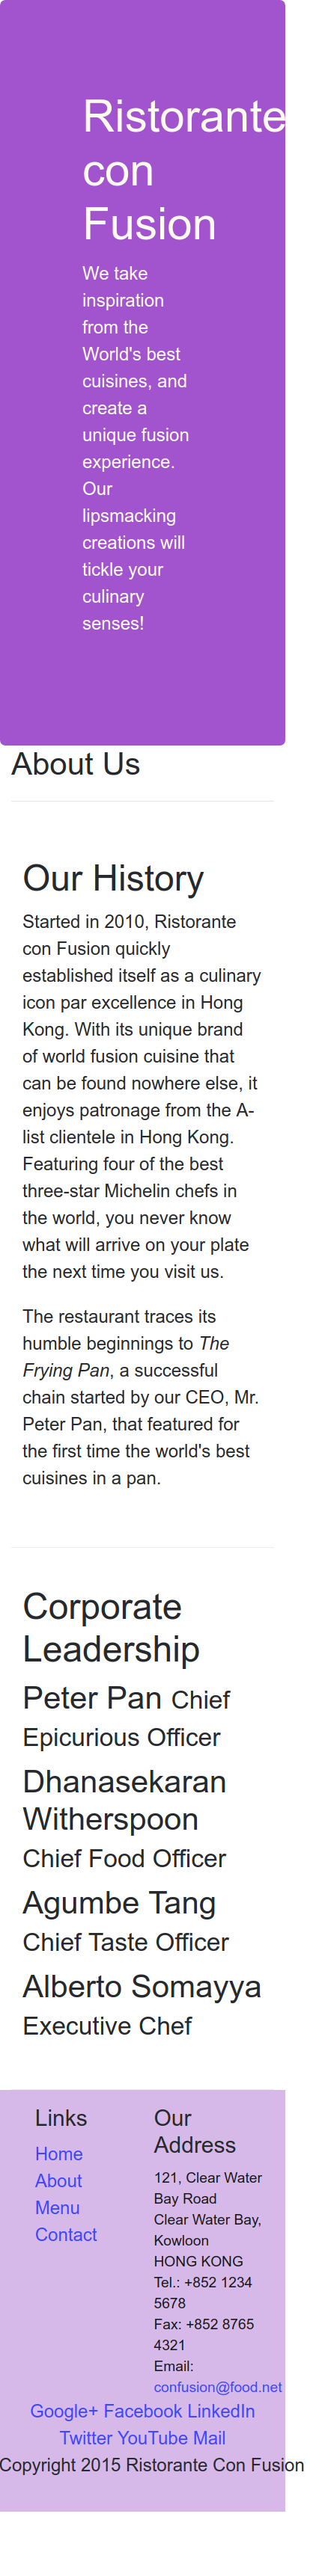 Ristorante
con
Fusion
We take
inspiration
from the
World's best
cuisines, and
create a
unique fusion
experience.
Our
lipsmacking
creations will
tickle your
culinary
senses!
About Us
Our History
Started in 2010, Ristorante
con Fusion quickly
established itself as a culinary
icon par excellence in Hong
Kong. With its unique brand
of world fusion cuisine that
can be found nowhere else, it
enjoys patronage from the A-
list clientele in Hong Kong.
Featuring four of the best
three-star Michelin chefs in
the world, you never know
what will arrive on your plate
the next time you visit us.
The restaurant traces its
humble beginnings to The
Frying Pan, a successful
chain started by our CEO, Mr.
Peter Pan, that featured for
the first time the world's best
cuisines in a pan.
Corporate
Leadership
Peter Pan Chief
Epicurious Officer
Dhanasekaran
Witherspoon
Chief Food Officer
Agumbe Tang
Chief Taste Officer
Alberto Somayya
Executive Chef
Links
Home
About
Menu
Contact
Our
Address
121, Clear Water
Bay Road
Clear Water Bay,
Kowloon
HONG KONG
Tel.: +852 1234
5678
Fax: +852 8765
4321
Email:
confusion@food.net
Google+ Facebook LinkedIn
Twitter YouTube Mail
Copyright 2015 Ristorante Con Fusion